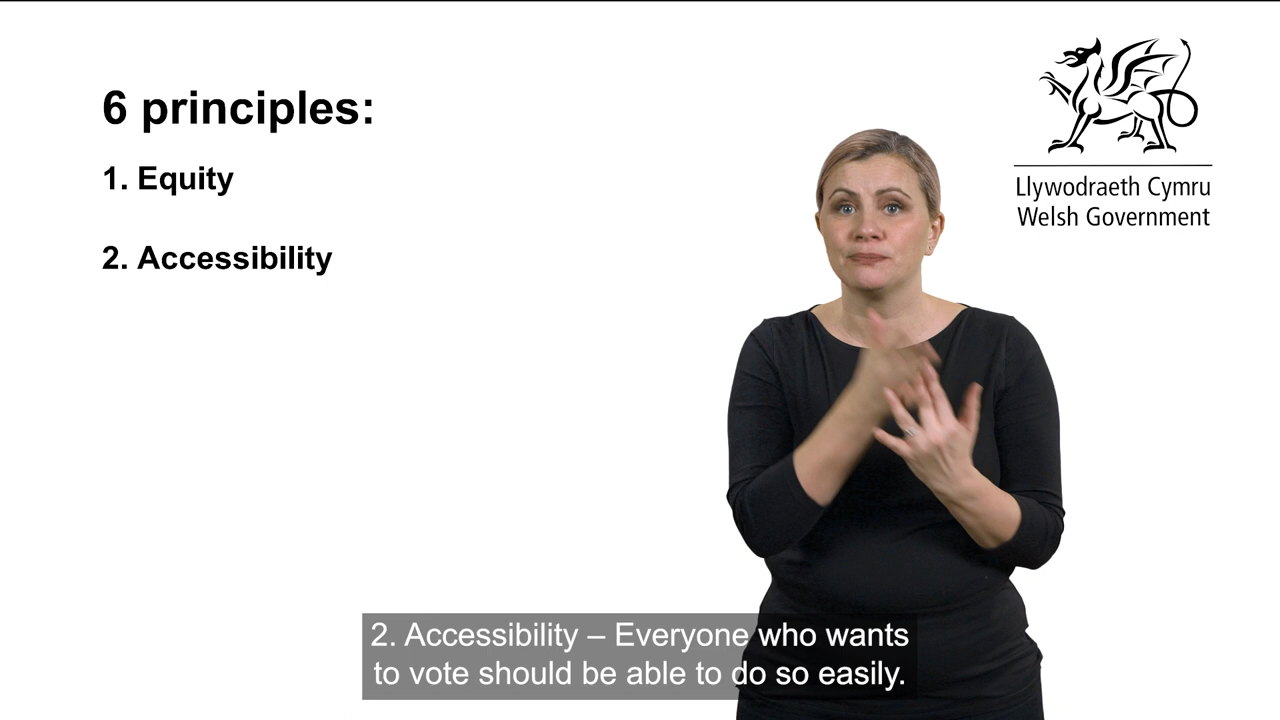 6 principles:
1. Equity
2. Accessibility
Llywodraeth Cymru
Welsh Government
2. Accessibility – Everyone who wants
to vote should be able to do so easily.